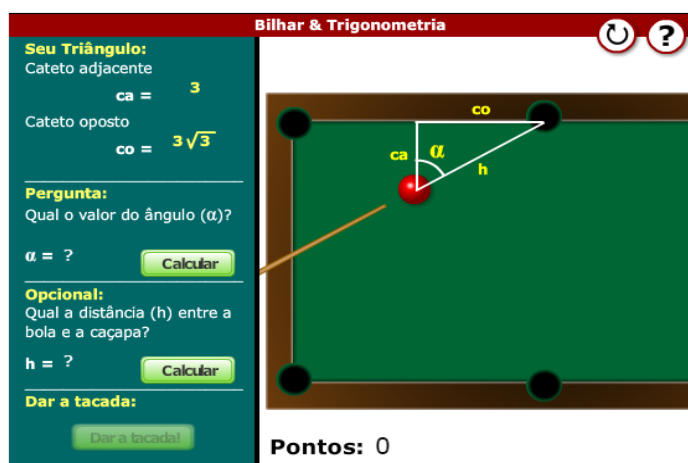 Bilhar & Trigonometria
?
Seu Triângulo:
Cateto adjacente
ca = 3
Cateto oposto
co = 3√3
Pergunta:
Qual o valor do ângulo (α)?
α = ?
Calcular
Opcional:
Qual a distância (h) entre a
bola e a caçapa?
h = ?
Calcular
Dar a tacada:
Dar a tacada!
co
ca
α
h
Pontos: 0